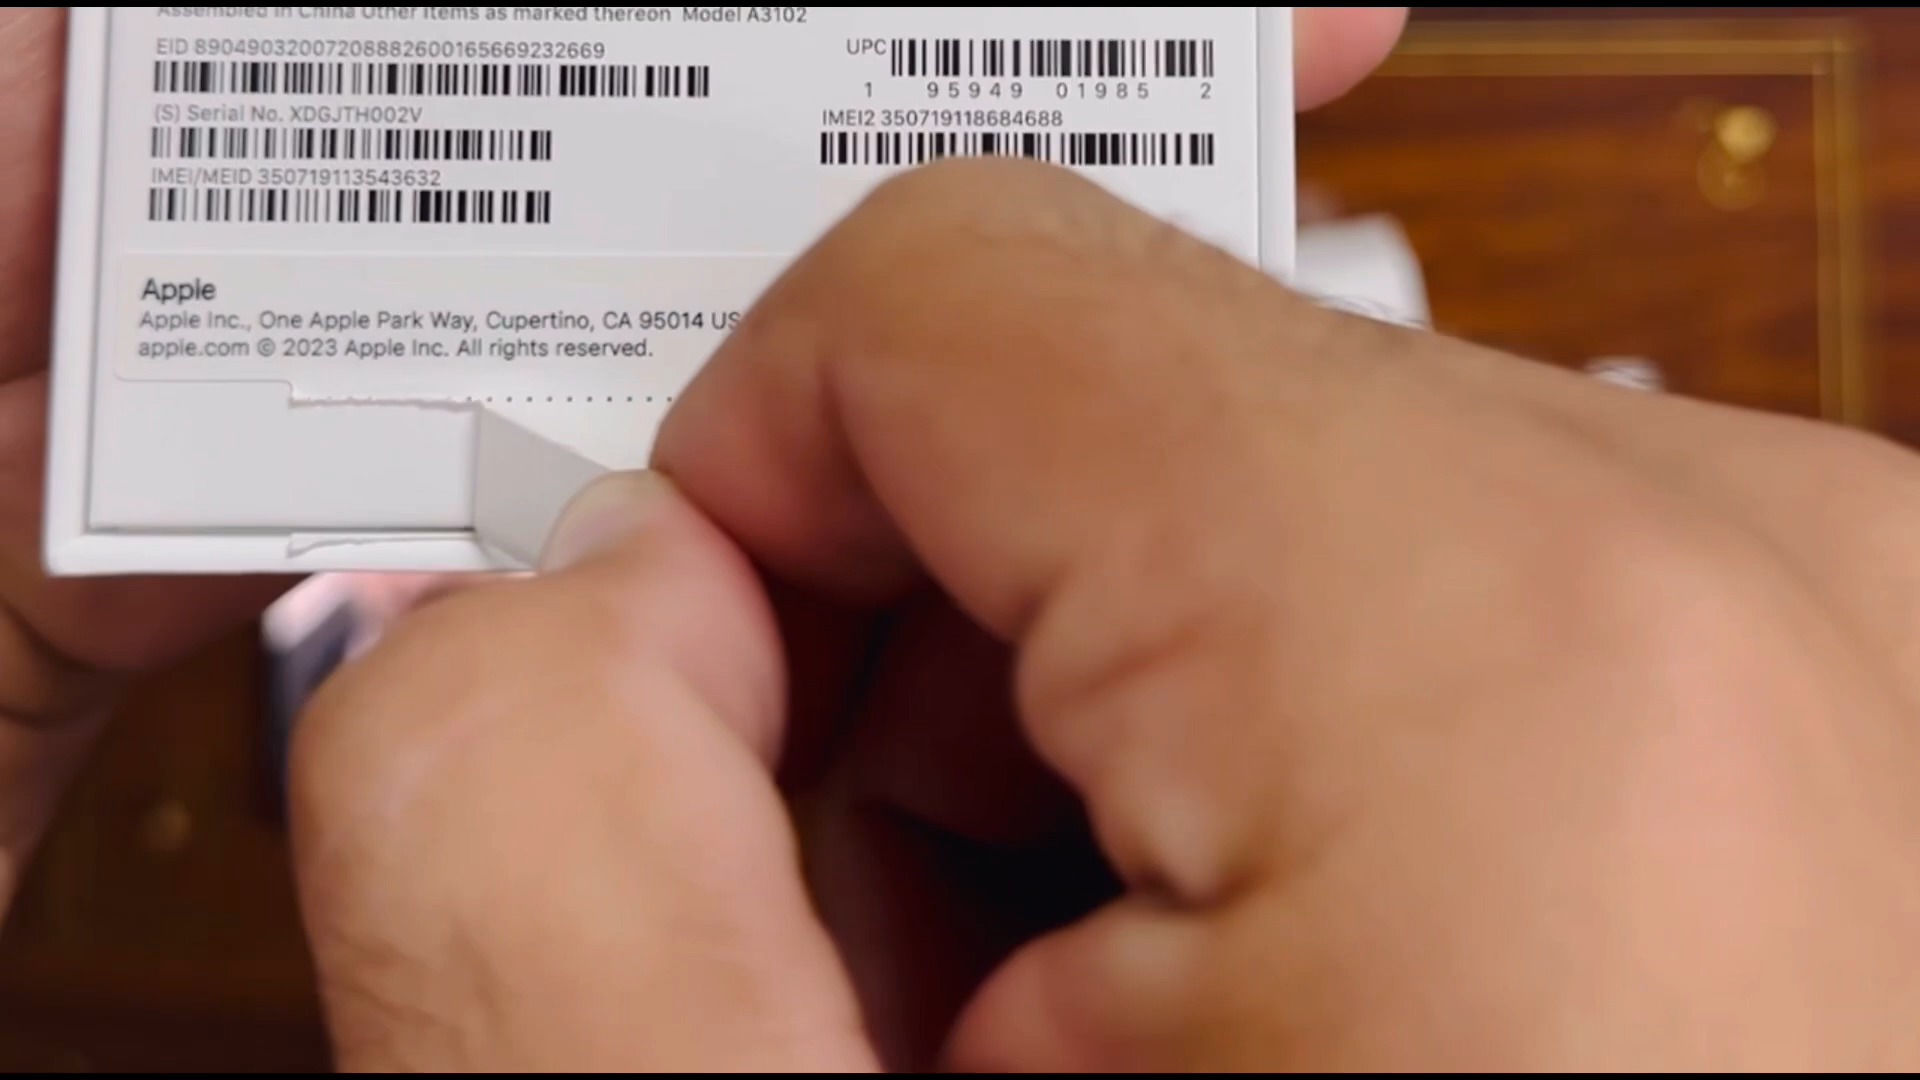 Assembled in China Other items as marked thereon Model A3102
EID 89049032007208882600165669232669
UPC
1 95949 01985 2
(S) Serial No. XDGJTH002V
IMEI2 350719118684688
IMEI/MEID 350719113543632
Apple
Apple Inc., One Apple Park Way, Cupertino, CA 95014 US
apple.com © 2023 Apple Inc. All rights reserved.